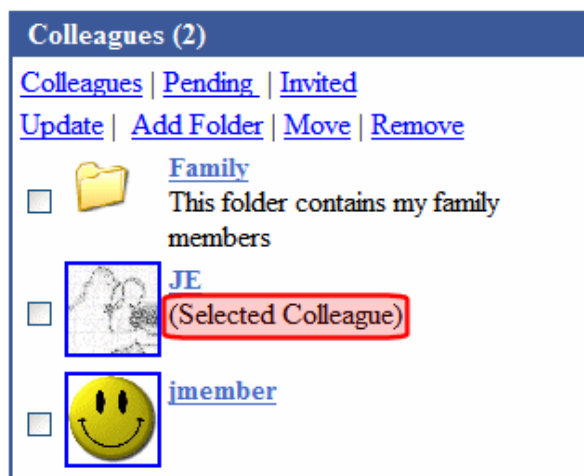 Colleagues (2)
Colleagues | Pending | Invited
Update | Add Folder | Move | Remove
Family
This folder contains my family
members
JE
(Selected Colleague)
jmember